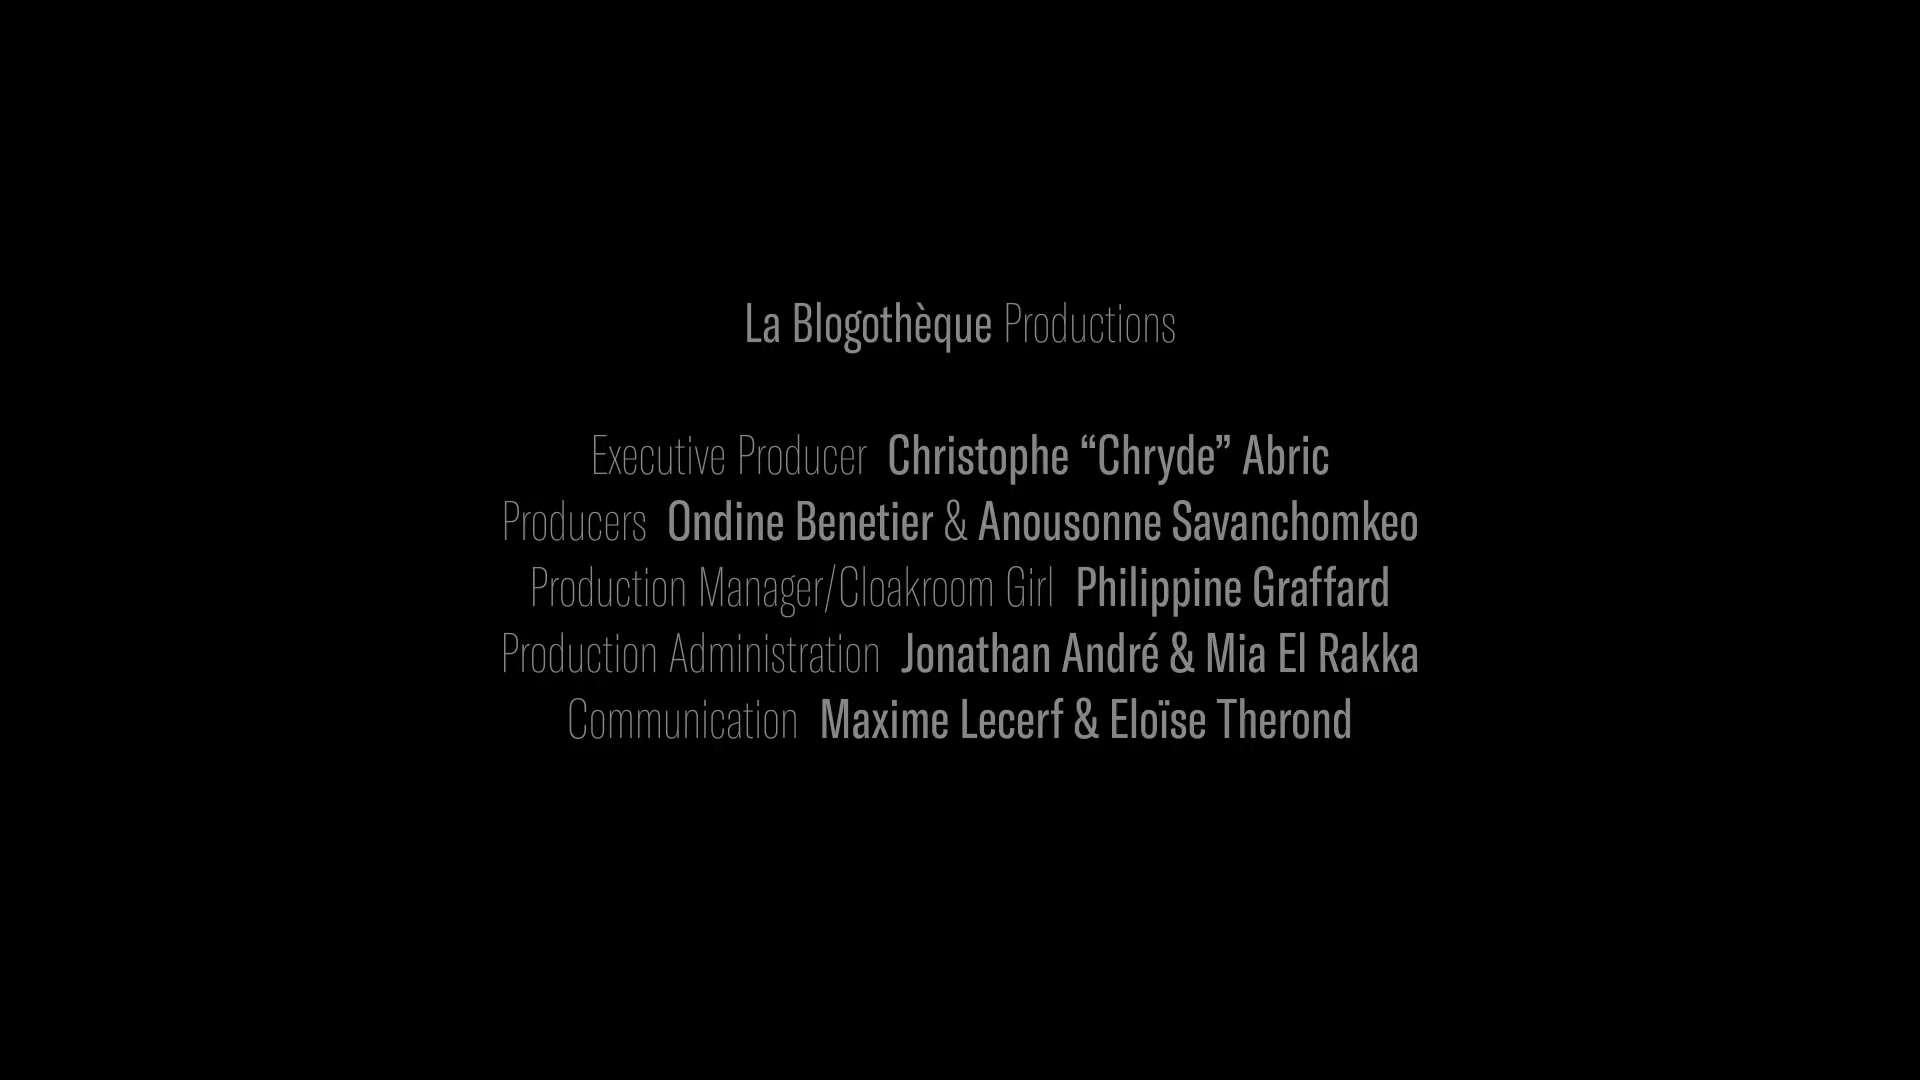 La Blogothèque Productions
Executive Producer Christophe “Chryde” Abric
Producers Ondine Benetier & Anousonne Savanchomkeo
Production Manager/Cloakroom Girl Philippine Graffard
Production Administration Jonathan André & Mia El Rakka
Communication Maxime Lecerf & Eloïse Therond